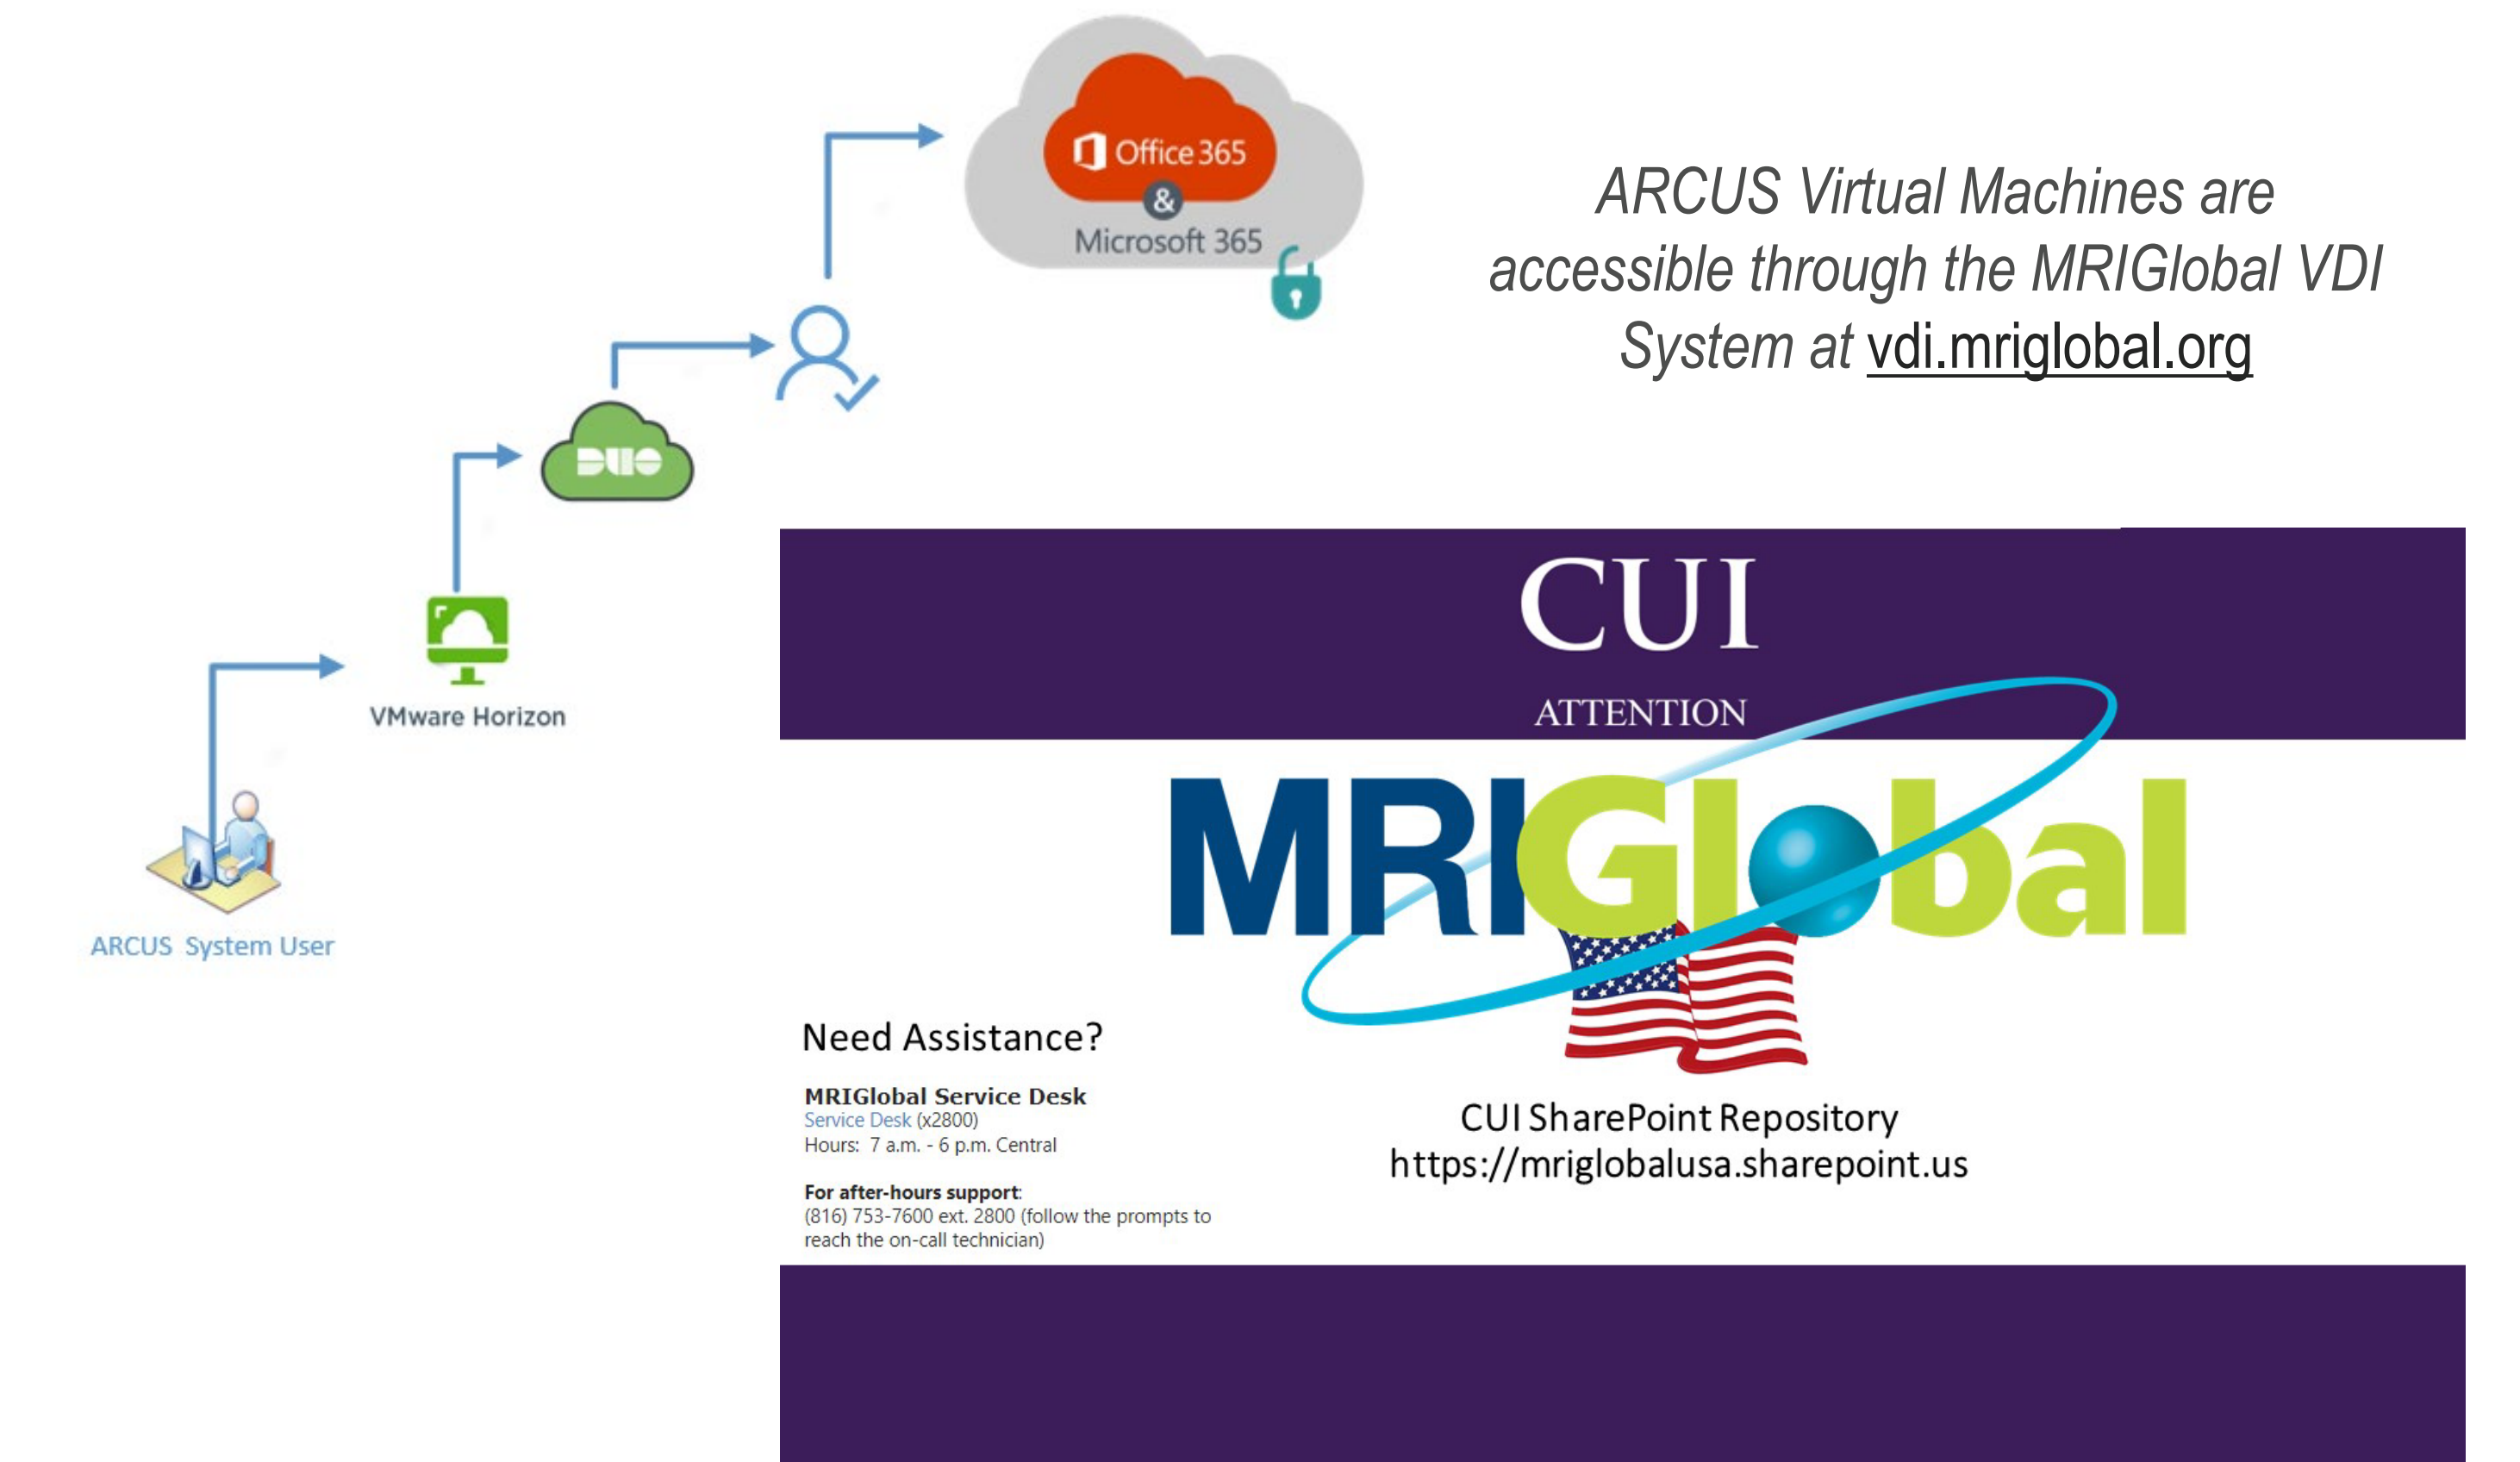 Office 365
&
Microsoft 365
ARCUS Virtual Machines are
accessible through the MRIGlobal VDI
System at vdi.mriglobal.org
DUO
VMware Horizon
ARCUS System User
CUI
ATTENTION
MRIGlobal
Need Assistance?
MRIGlobal Service Desk
Service Desk (x2800)
Hours: 7 a.m. - 6 p.m. Central
For after-hours support:
(816) 753-7600 ext. 2800 (follow the prompts to
reach the on-call technician)
CUI SharePoint Repository
https://mriglobalusa.sharepoint.us